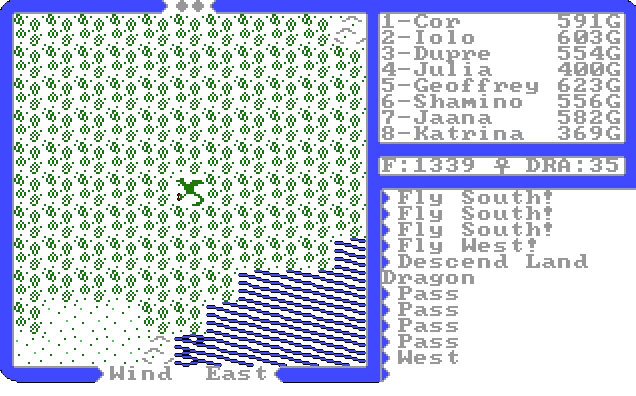 1-Cor 591G
2-Iolo 603G
3-Dupre 554G
4-Julia 400G
5-Geoffrey 623G
6-Shamino 556G
7-Jaana 582G
8-Katrina 369G
F:1339 ♀ DRA:35
Fly South!
Fly South!
Fly South!
Fly West!
Descend Land
Dragon
Pass
Pass
Pass
Pass
West
Wind East